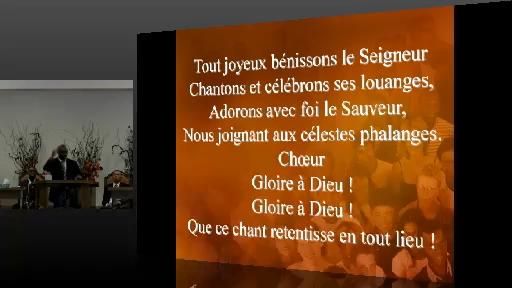 Tout joyeux bénissons le Seigneur
Chantons et célébrons ses louanges,
Adorons avec foi le Sauveur,
Nous joignant aux célestes phalanges.
Chœur
Gloire à Dieu !
Gloire à Dieu !
Que ce chant retentisse en tout lieu !